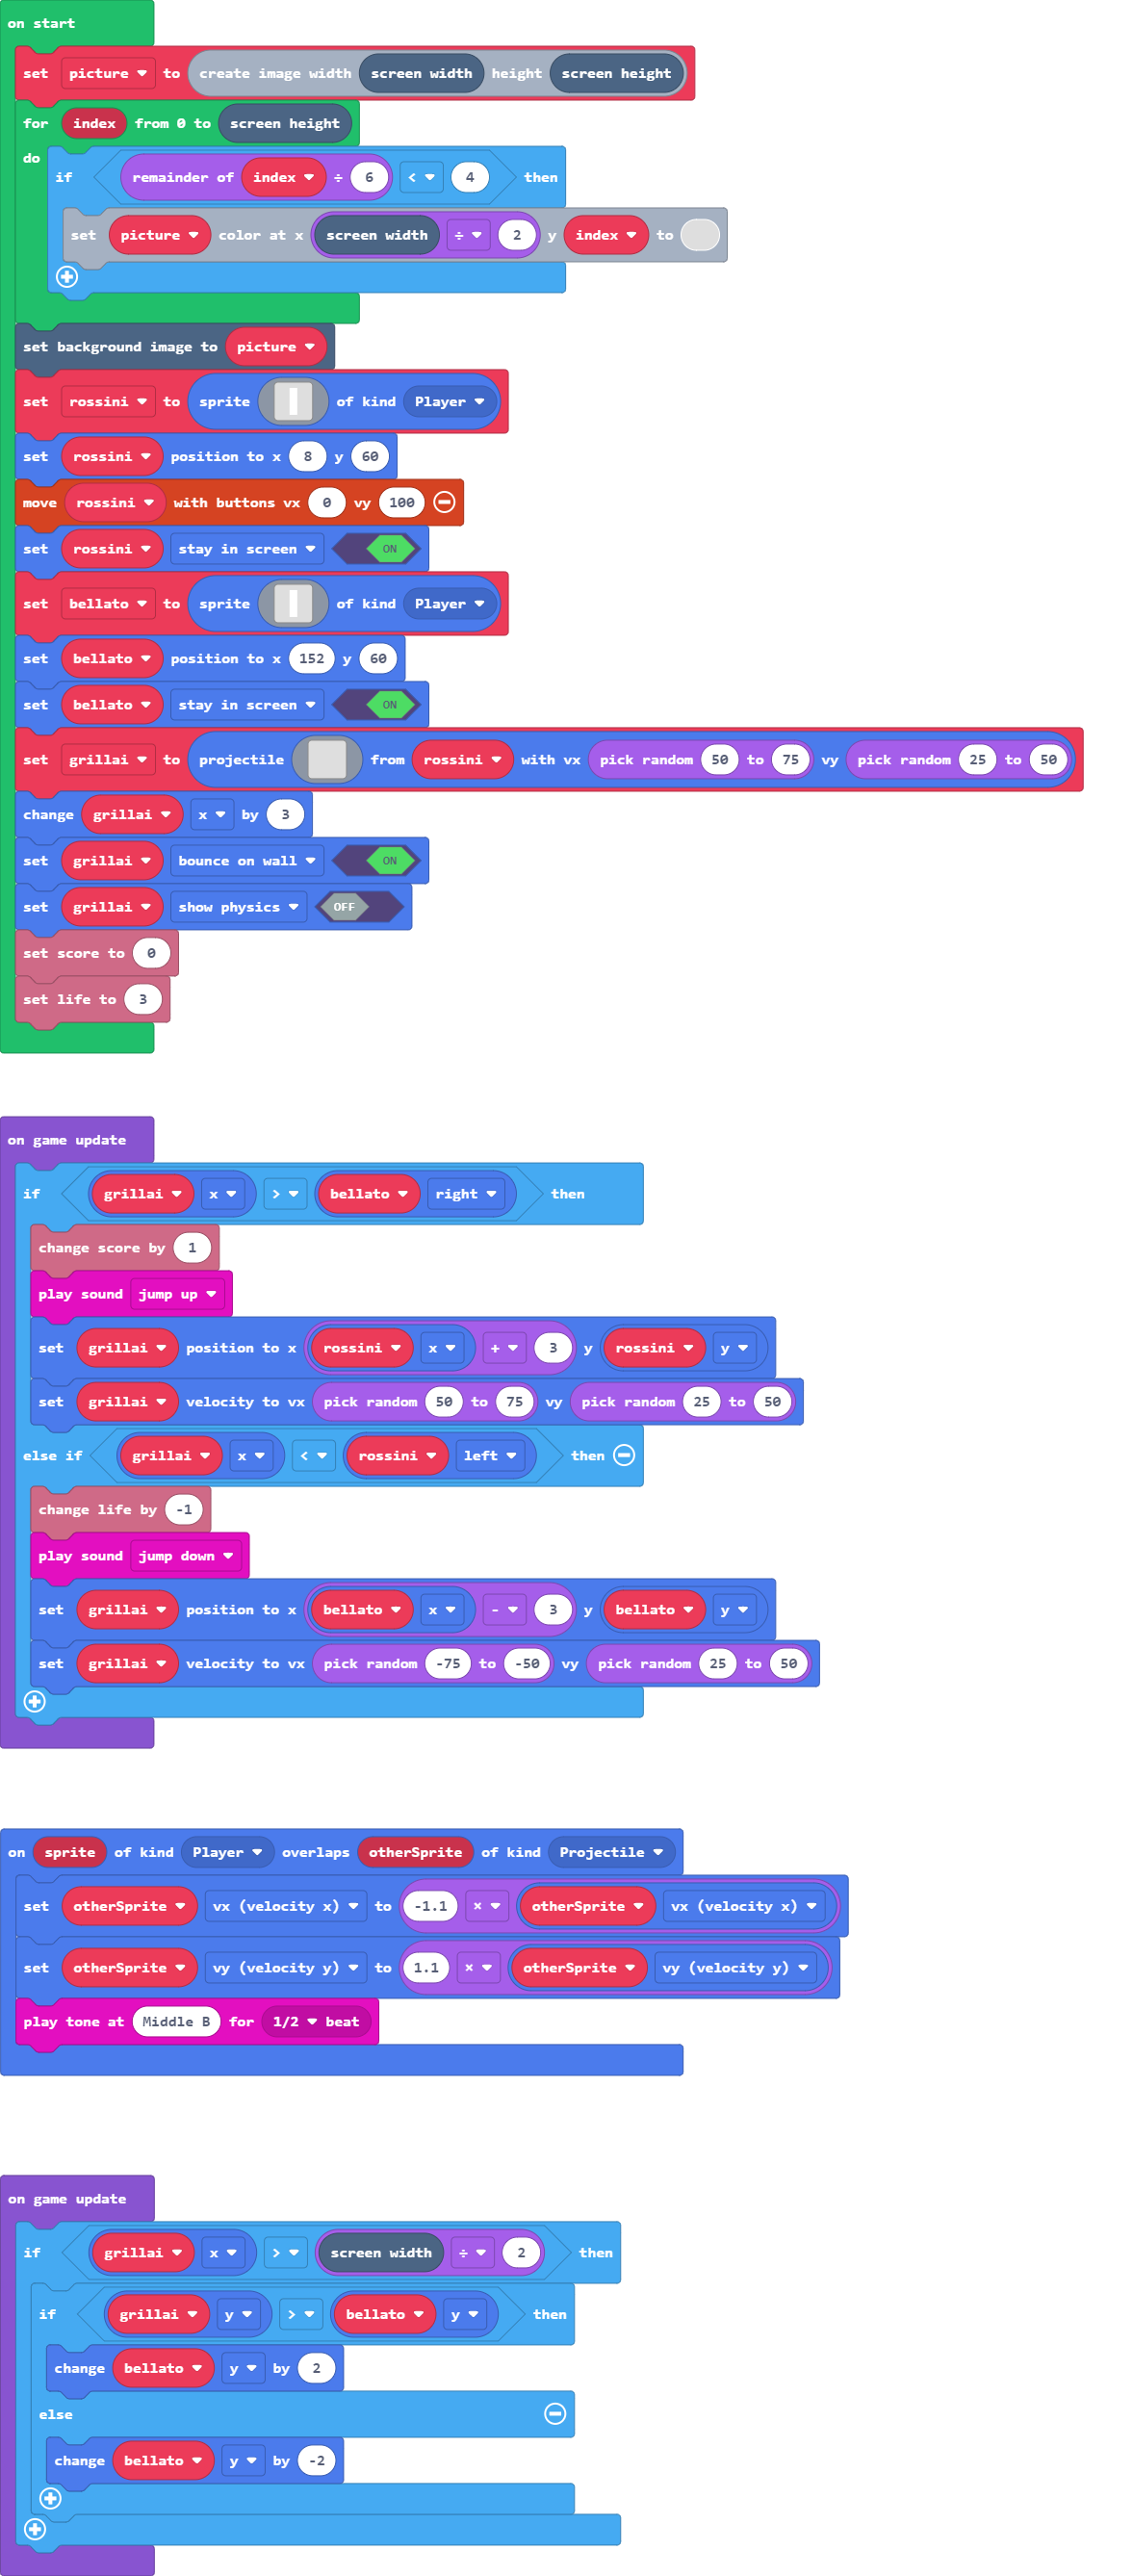 on start
set picture to create image width screen width height screen height
for index from 0 to screen height
do
if remainder of index ÷ 6 < 4 then
set picture color at x screen width ÷ 2 y index to
set background image to picture
set rossini to sprite of kind Player
set rossini position to x 8 y 60
move rossini with buttons vx 0 vy 100
set rossini stay in screen ON
set bellato to sprite of kind Player
set bellato position to x 152 y 60
set bellato stay in screen ON
set grillai to projectile from rossini with vx pick random 50 to 75 vy pick random 25 to 50
change grillai x by 3
set grillai bounce on wall ON
set grillai show physics OFF
set score to 0
set life to 3
on game update
if grillai x > bellato right then
change score by 1
play sound jump up
set grillai position to x rossini x + 3 y rossini y
set grillai velocity to vx pick random 50 to 75 vy pick random 25 to 50
else if grillai x < rossini left then
change life by -1
play sound jump down
set grillai position to x bellato x - 3 y bellato y
set grillai velocity to vx pick random -75 to -50 vy pick random 25 to 50
on sprite of kind Player overlaps otherSprite of kind Projectile
set otherSprite vx (velocity x) to -1.1 × otherSprite vx (velocity x)
set otherSprite vy (velocity y) to 1.1 × otherSprite vy (velocity y)
play tone at Middle B for 1/2 beat
on game update
if grillai x > screen width ÷ 2 then
if grillai y > bellato y then
change bellato y by 2
else
change bellato y by -2